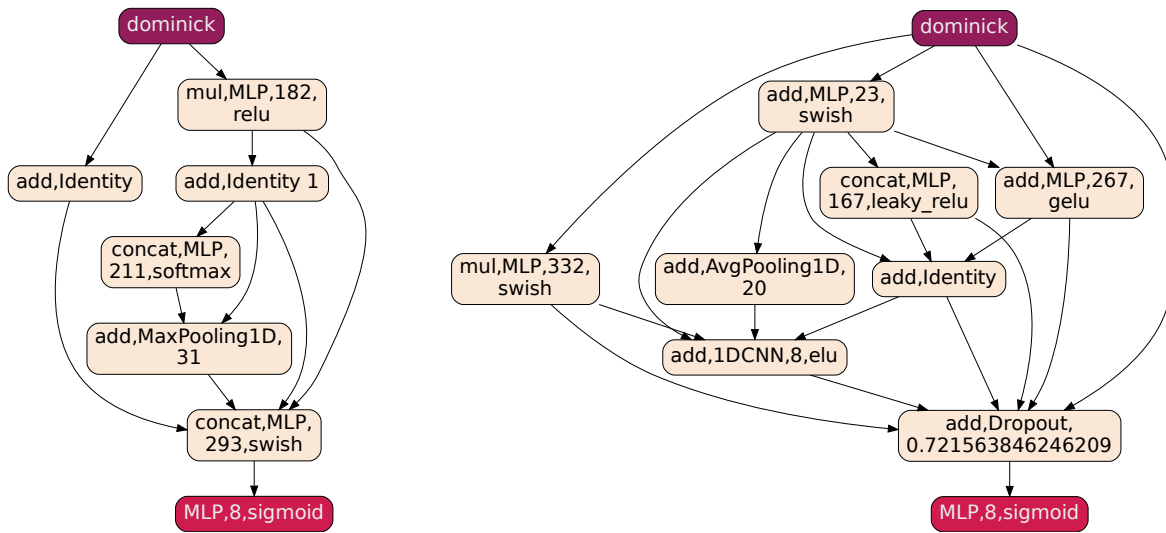 dominick
mul,MLP,182,
relu
add,Identity
add,Identity 1
concat,MLP,
211,softmax
add,MaxPooling1D,
31
concat,MLP,
293,swish
MLP,8,sigmoid
dominick
add,MLP,23,
swish
concat,MLP,
167,leaky_relu
add,MLP,267,
gelu
mul,MLP,332,
swish
add,AvgPooling1D,
20
add,Identity
add,1DCNN,8,elu
add,Dropout,
0.721563846246209
MLP,8,sigmoid